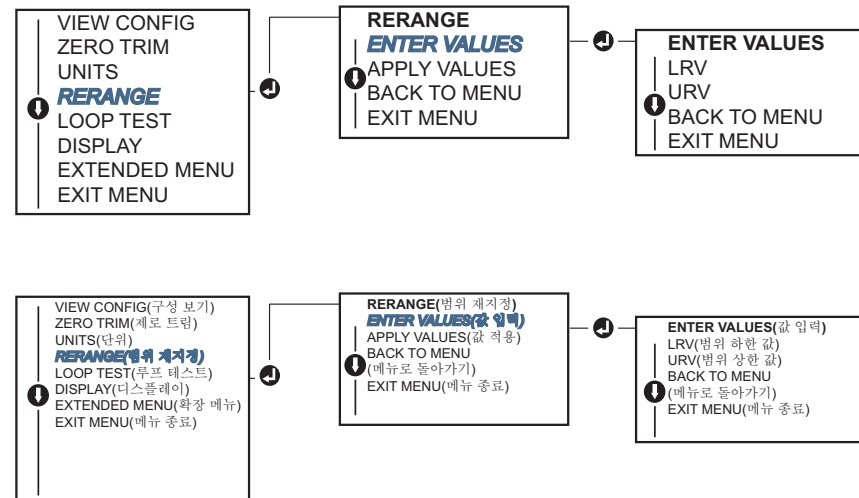 VIEW CONFIG
ZERO TRIM
UNITS
RERANGE
LOOP TEST
DISPLAY
EXTENDED MENU
EXIT MENU
RERANGE
ENTER VALUES
APPLY VALUES
BACK TO MENU
EXIT MENU
ENTER VALUES
LRV
URV
BACK TO MENU
EXIT MENU
VIEW CONFIG(구성 보기)
ZERO TRIM(제로 트림)
UNITS(단위)
RERANGE(범위 재지정)
LOOP TEST(루프 테스트)
DISPLAY(디스플레이)
EXTENDED MENU(확장 메뉴)
EXIT MENU(메뉴 종료)
RERANGE(범위 재지정)
ENTER VALUES(값 입력)
APPLY VALUES(값 적용)
BACK TO MENU
(메뉴로 돌아가기)
EXIT MENU(메뉴 종료)
ENTER VALUES(값 입력)
LRV(범위 하한 값)
URV(범위 상한 값)
BACK TO MENU
(메뉴로 돌아가기)
EXIT MENU(메뉴 종료)